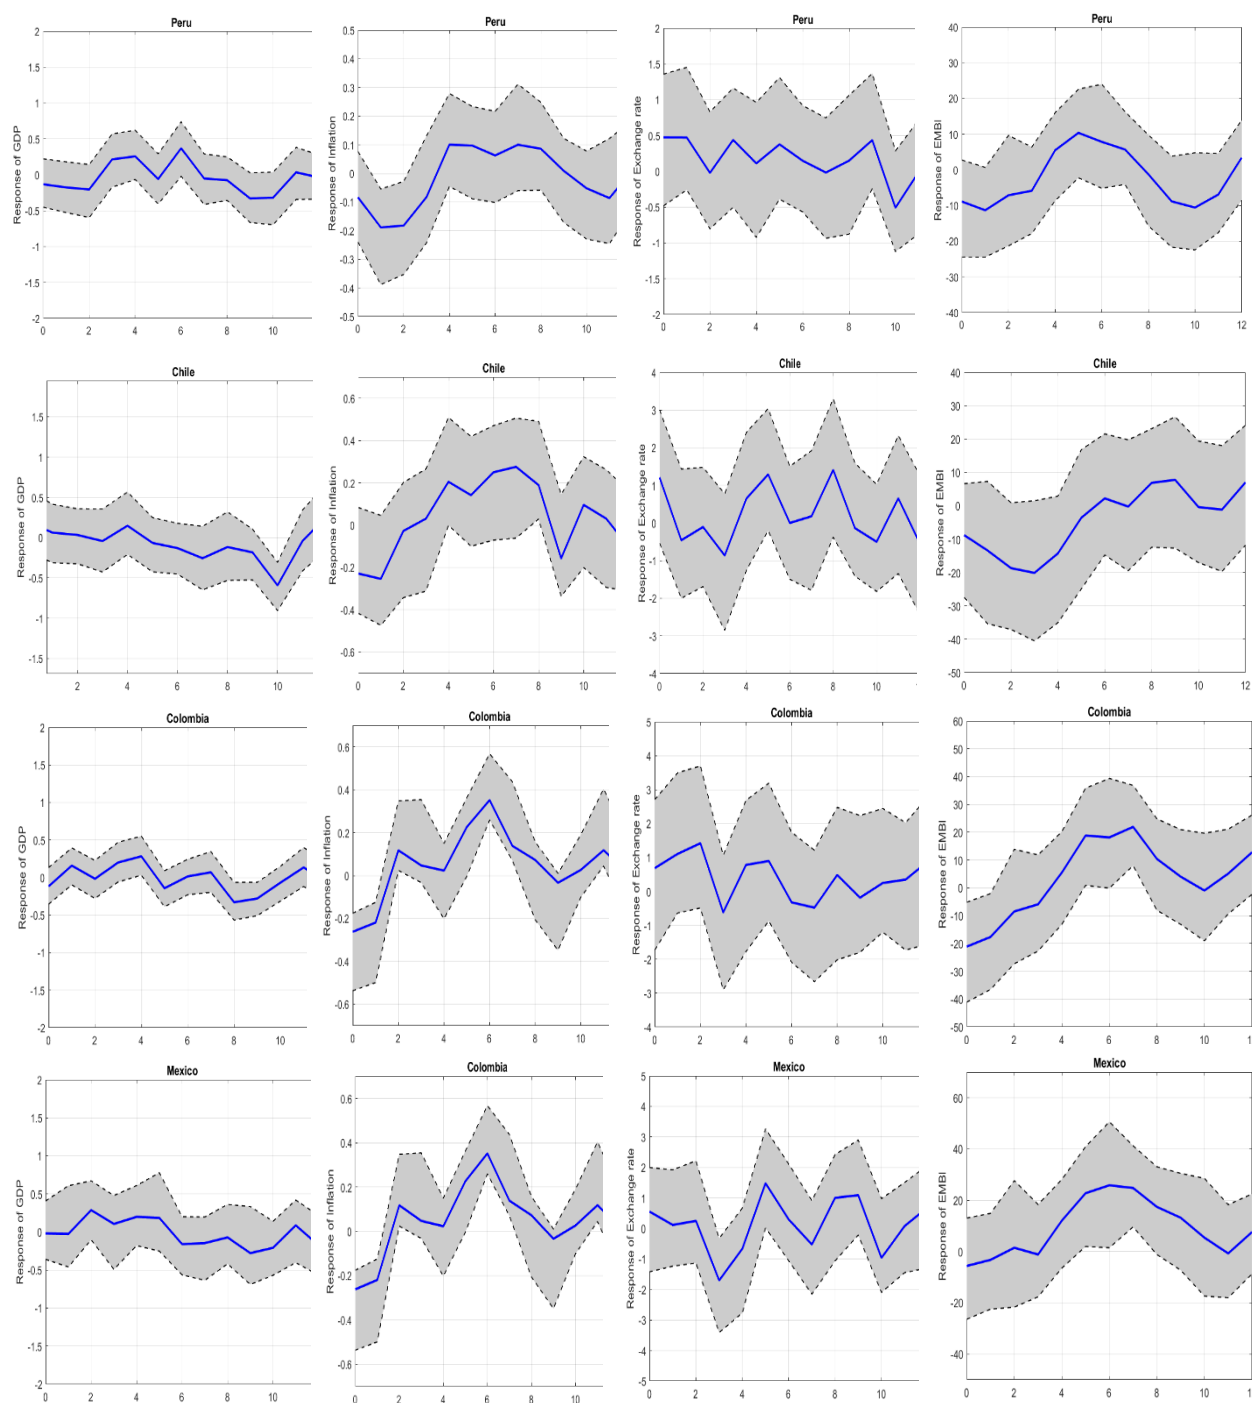 Peru
Response of GDP
2
1.5
1
0.5
0
-0.5
-1
-1.5
-2
0 2 4 6 8 10
Peru
Response of Inflation
0.5
0.4
0.3
0.2
0.1
0
-0.1
-0.2
-0.3
-0.4
-0.5
0 2 4 6 8 10
Peru
Response of Exchange rate
2
1.5
1
0.5
0
-0.5
-1
-1.5
-2
0 2 4 6 8 10
Peru
Response of EMBI
40
30
20
10
0
-10
-20
-30
-40
0 2 4 6 8 10 12
Chile
Response of GDP
1.5
1
0.5
0
-0.5
-1
-1.5
2 4 6 8 10
Chile
Response of Inflation
0.6
0.4
0.2
0
-0.2
-0.4
-0.6
0 2 4 6 8 10
Chile
Response of Exchange rate
4
3
2
1
0
-1
-2
-3
-4
0 2 4 6 8 10
Chile
Response of EMBI
40
30
20
10
0
-10
-20
-30
-40
-50
0 2 4 6 8 10 12
Colombia
Response of GDP
2
1.5
1
0.5
0
-0.5
-1
-1.5
-2
0 2 4 6 8 10
Colombia
Response of Inflation
0.6
0.4
0.2
0
-0.2
-0.4
-0.6
0 2 4 6 8 10
Colombia
Response of Exchange rate
5
4
3
2
1
0
-1
-2
-3
-4
0 2 4 6 8 10
Colombia
Response of EMBI
60
50
40
30
20
10
0
-10
-20
-30
-40
-50
0 2 4 6 8 10
Mexico
Response of GDP
2
1.5
1
0.5
0
-0.5
-1
-1.5
-2
0 2 4 6 8 10
Colombia
Response of Inflation
0.6
0.4
0.2
0
-0.2
-0.4
-0.6
0 2 4 6 8 10
Mexico
Response of Exchange rate
5
4
3
2
1
0
-1
-2
-3
-4
-5
0 2 4 6 8 10
Mexico
Response of EMBI
60
40
20
0
-20
-40
0 2 4 6 8 10